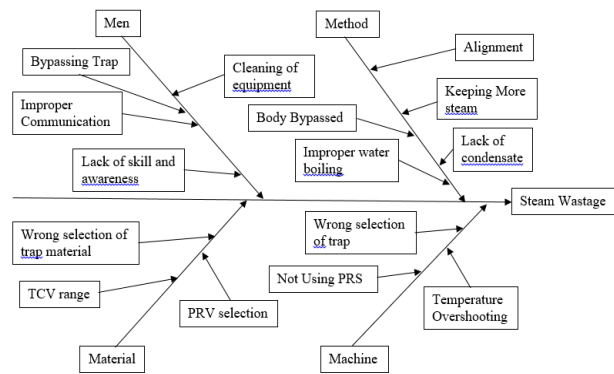 Men
Method
Bypassing Trap
Cleaning of
equipment
Alignment
Improper
Communication
Body Bypassed
Keeping More
steam
Lack of skill and
awareness
Improper water
boiling
Lack of
condensate
Steam Wastage
Wrong selection of
trap material
Wrong selection
of trap
TCV range
PRV selection
Not Using PRS
Temperature
Overshooting
Material
Machine